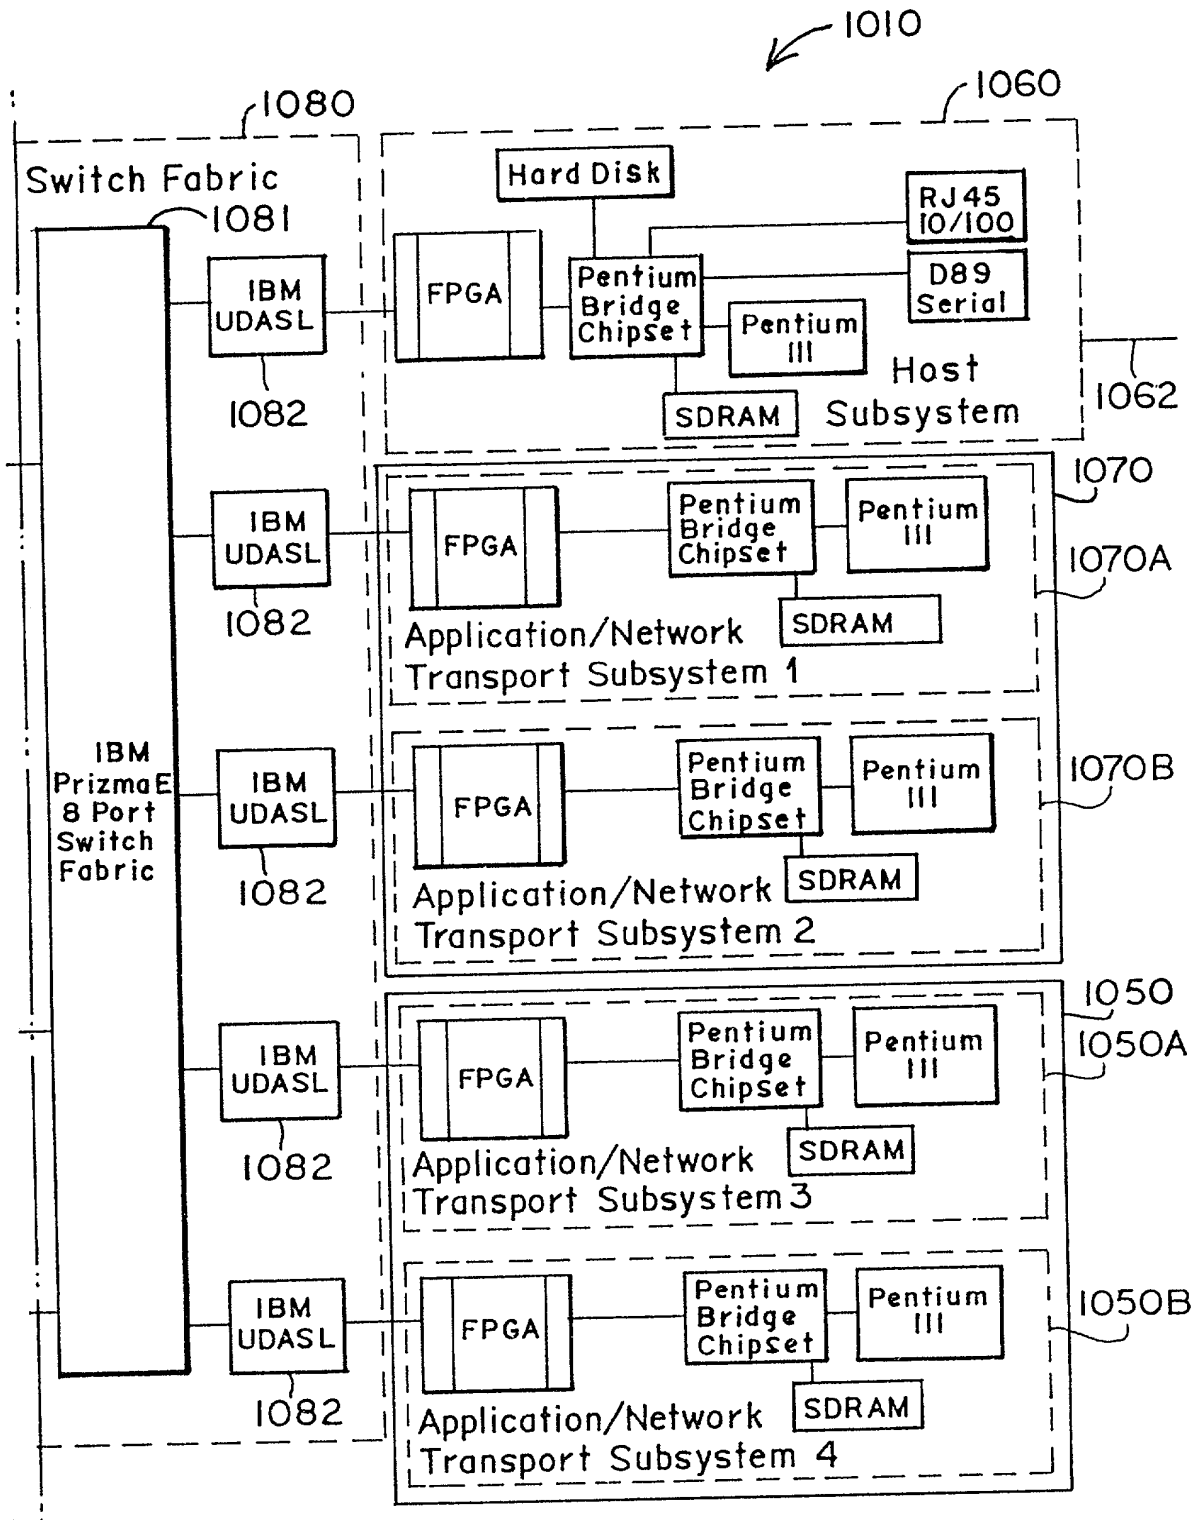 1010
1080
1060
Switch Fabric
1081
Hard Disk
RJ45
10/100
IBM
UDASL
FPGA
Pentium
Bridge
Chipset
D89
Serial
Pentium
III
Host
Subsystem
SDRAM
1082
1062
1070
IBM
UDASL
FPGA
Pentium
Bridge
Chipset
Pentium
III
1070A
1082
Application/Network
Transport Subsystem 1
SDRAM
IBM
PrizmaE
8 Port
Switch
Fabric
IBM
UDASL
FPGA
Pentium
Bridge
Chipset
Pentium
III
1070B
1082
Application/Network
Transport Subsystem 2
SDRAM
1050
IBM
UDASL
FPGA
Pentium
Bridge
Chipset
Pentium
III
1050A
1082
Application/Network
Transport Subsystem 3
SDRAM
IBM
UDASL
FPGA
Pentium
Bridge
Chipset
Pentium
III
1050B
1082
Application/Network
Transport Subsystem 4
SDRAM